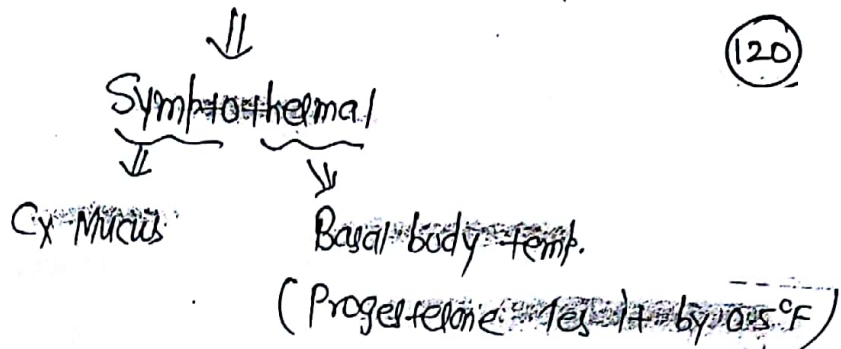 120
Symptothermal
Cx Mucus Basal body temp.
(Progesterone ↑es it by 0.5°F)